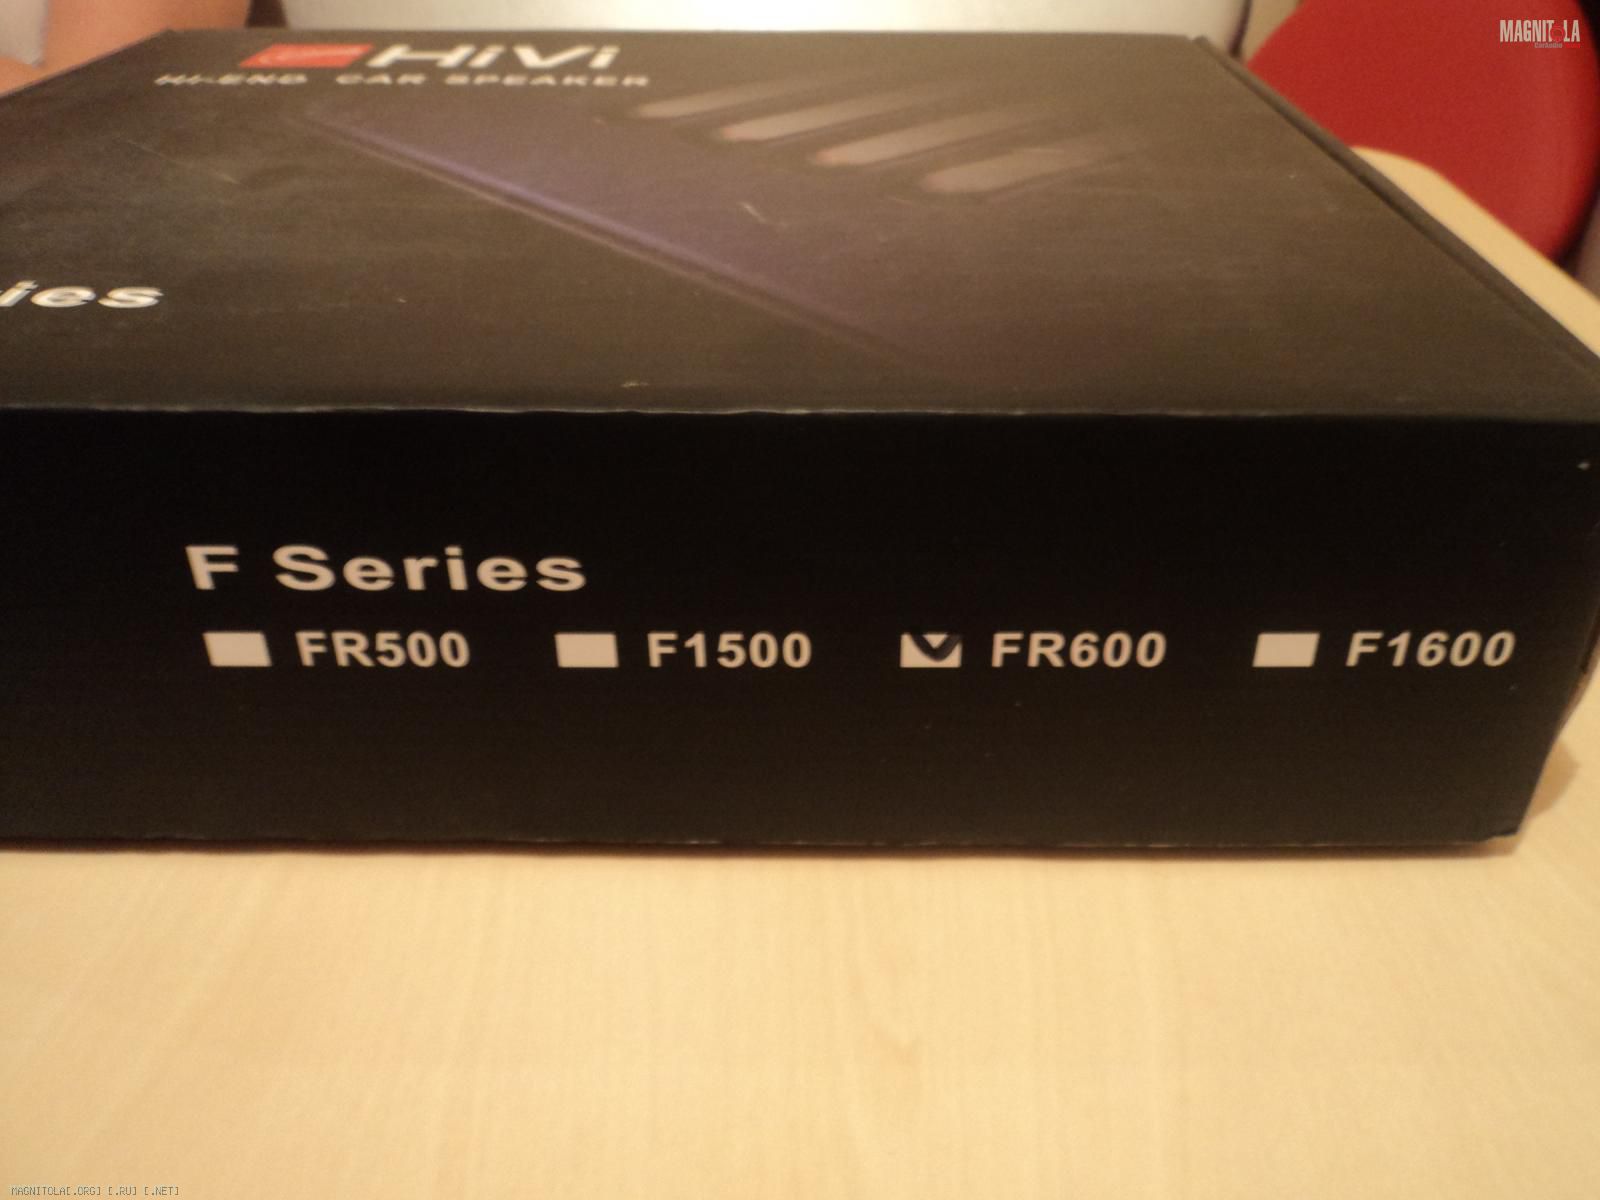 MAGNITOLA
HiVi
HI-END CAR SPEAKER
ies
F Series
FR500 F1500 FR600 F1600
MAGNITOLA[.ORG] [.RU] [.NET]